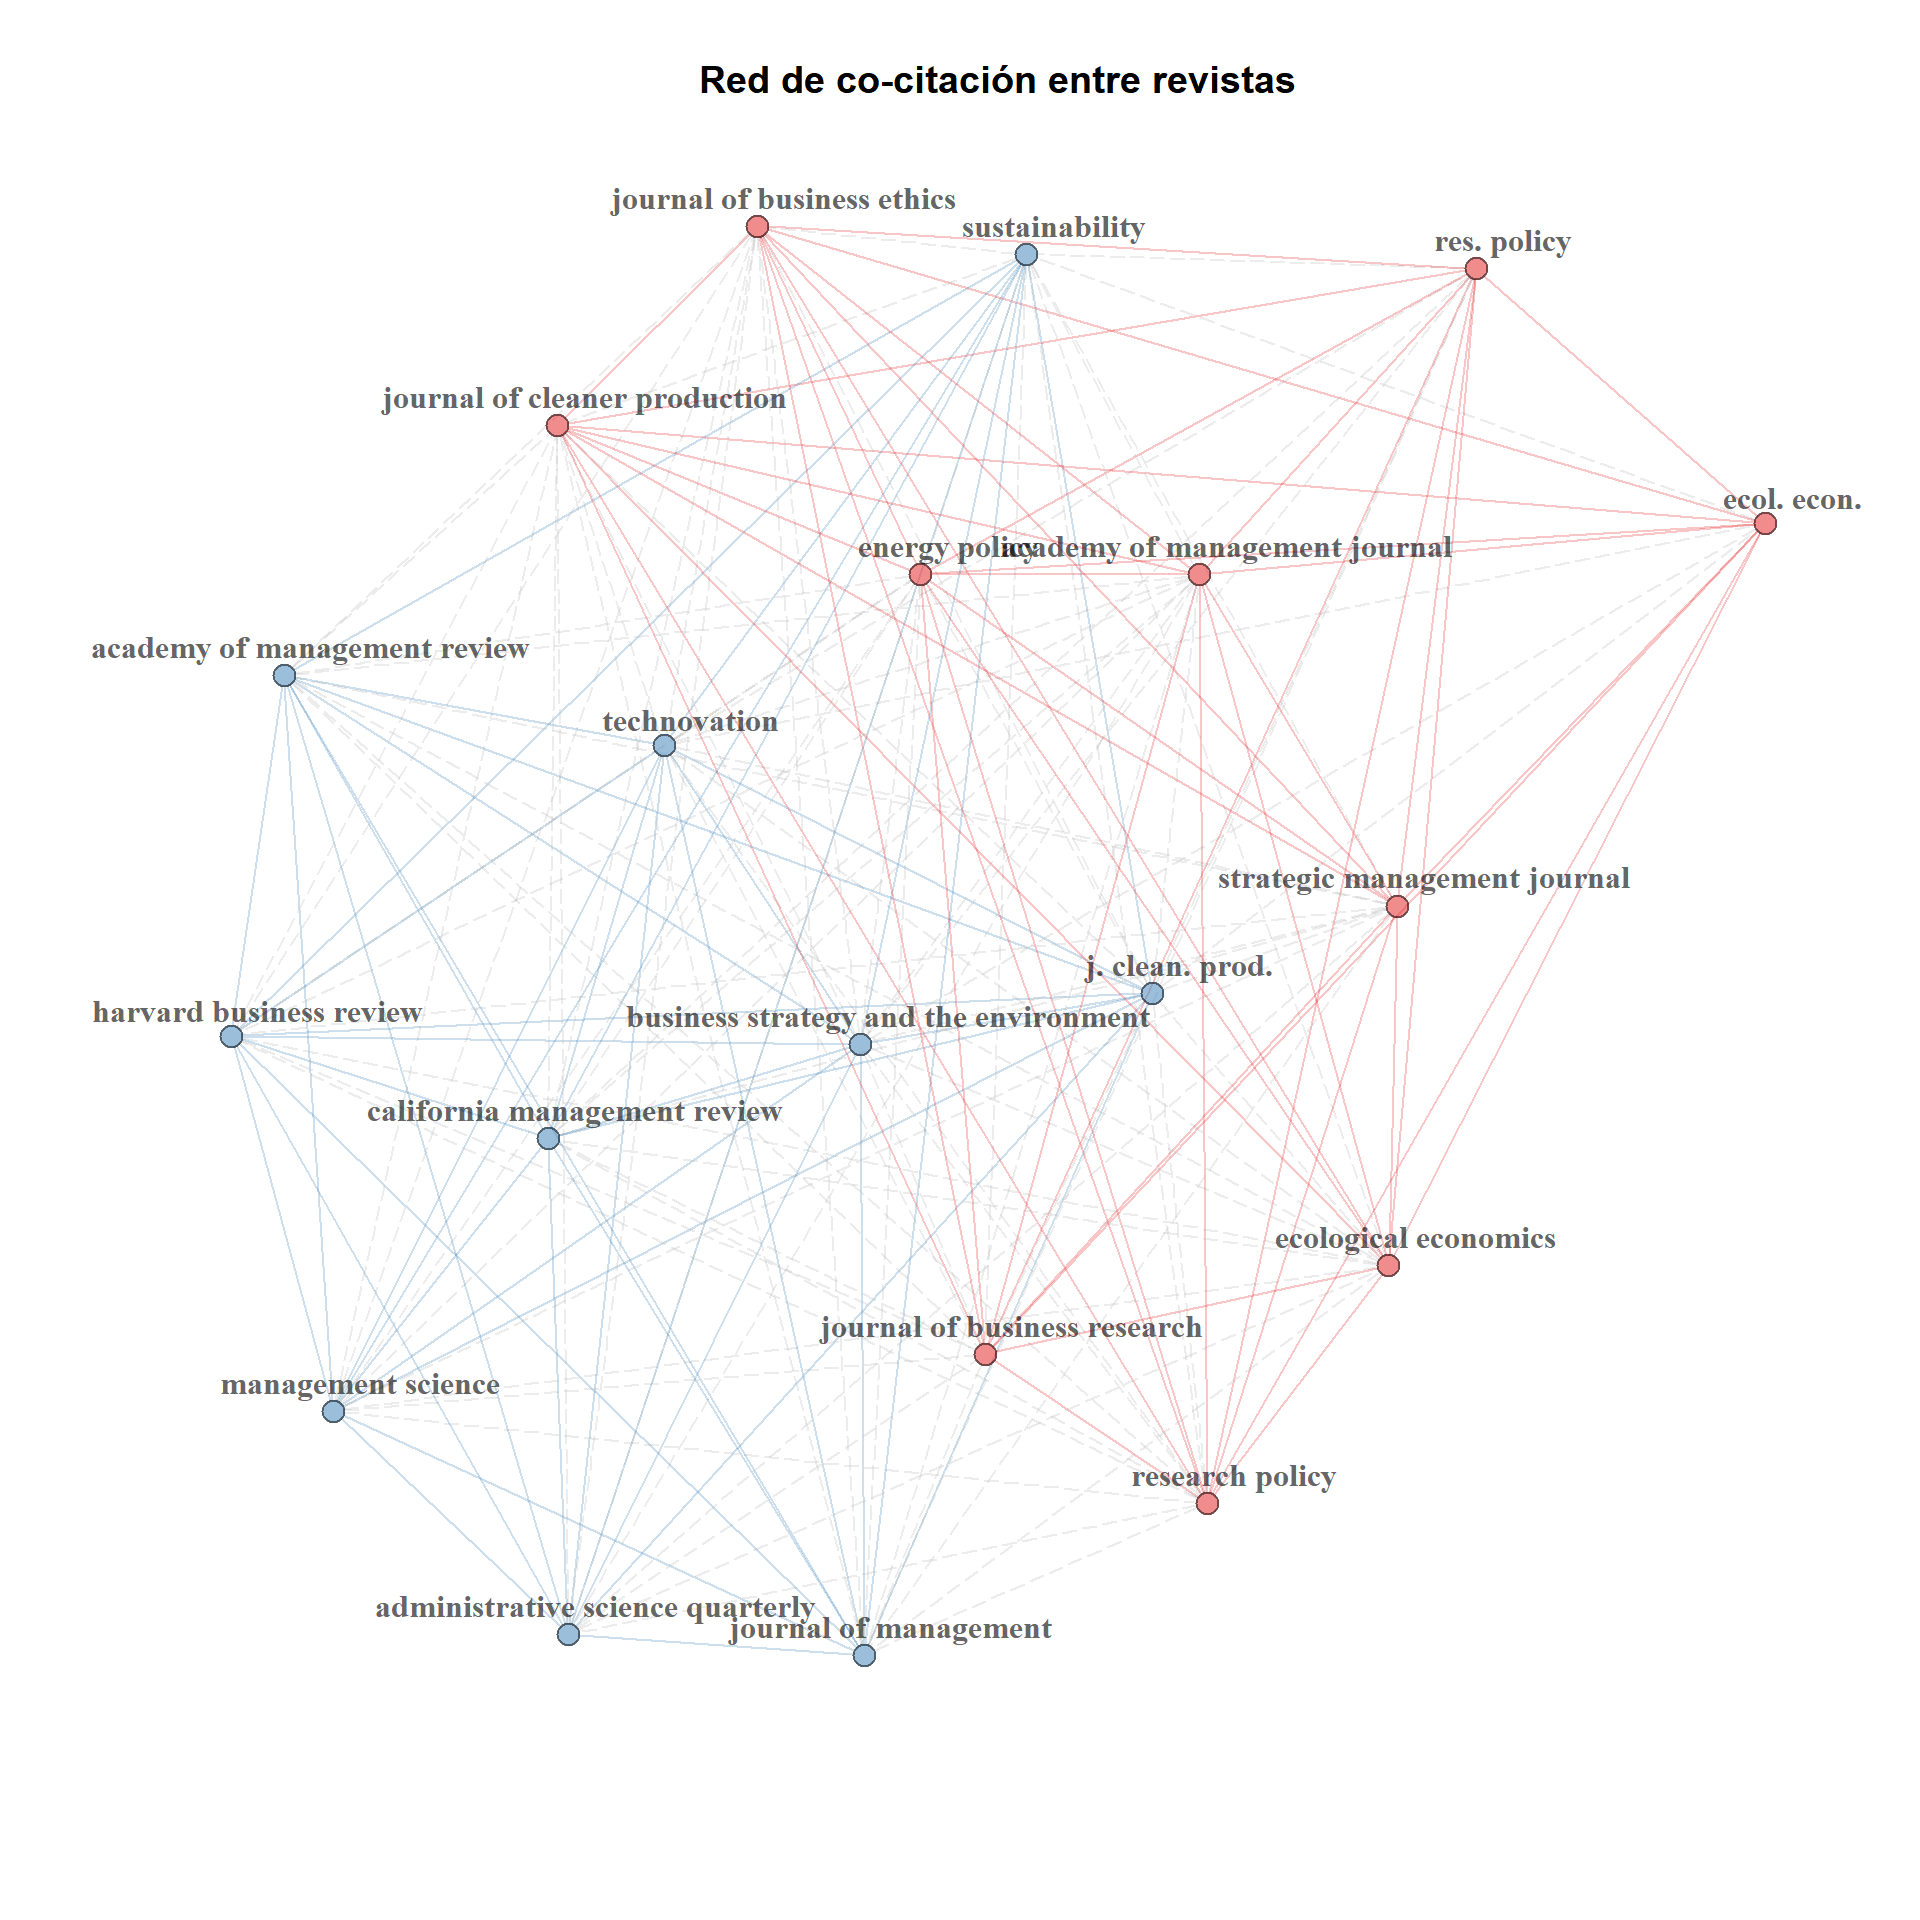 Red de co-citación entre revistas
journal of business ethics
sustainability
res. policy
journal of cleaner production
ecol. econ.
energy policy
academy of management journal
academy of management review
technovation
strategic management journal
j. clean. prod.
harvard business review
business strategy and the environment
california management review
ecological economics
journal of business research
management science
research policy
administrative science quarterly
journal of management